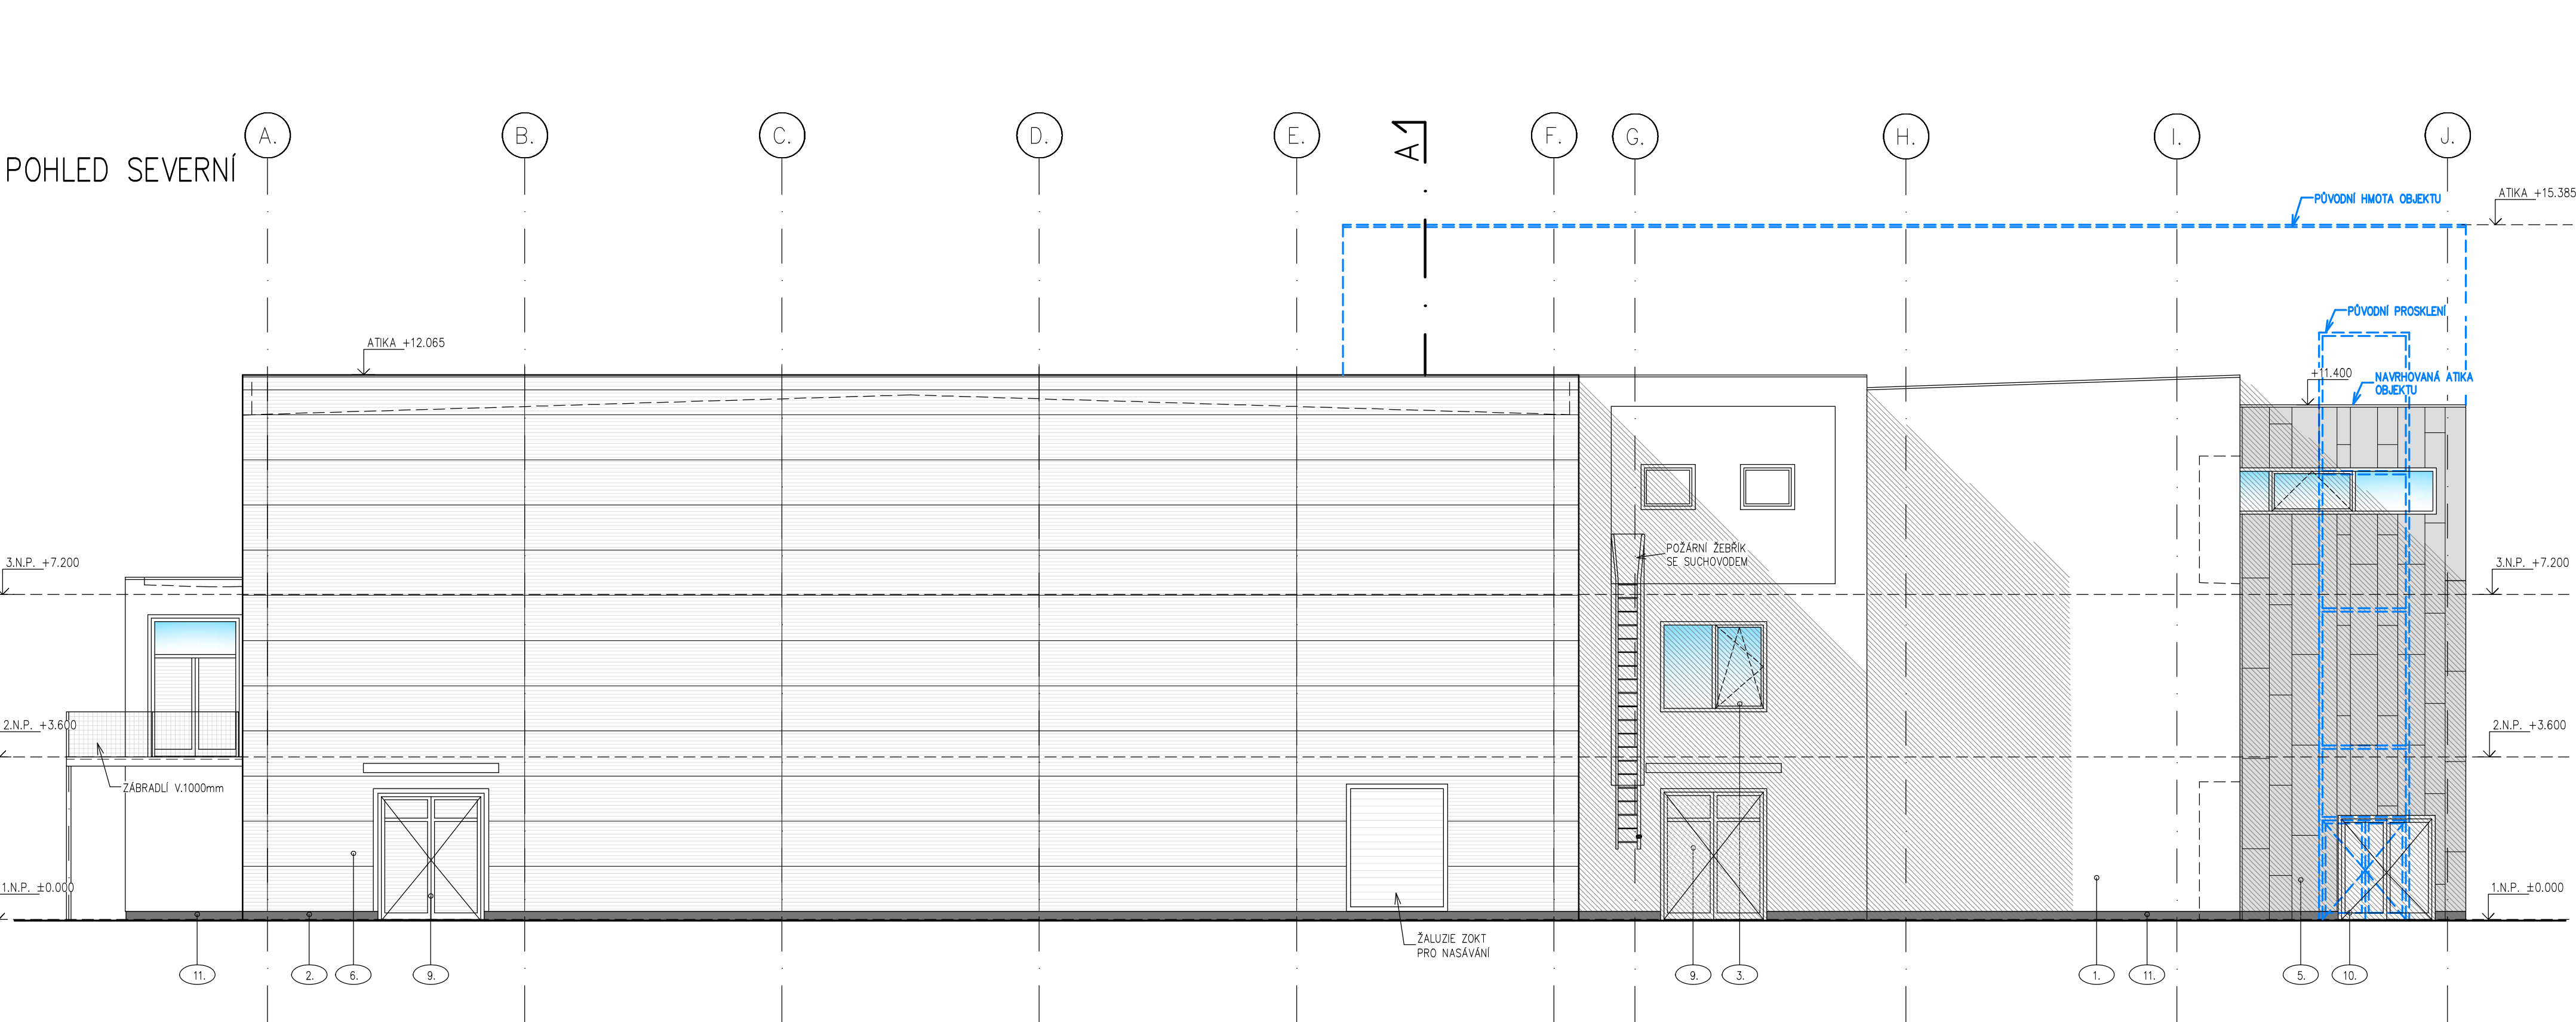 A.
B.
C.
D.
E.
A1
F.
G.
H.
I.
J.
POHLED SEVERNÍ
PŮVODNÍ HMOTA OBJEKTU
ATIKA +15.385
PŮVODNÍ PROSKLENÍ
ATIKA +12.065
+11.400
NAVRHOVANÁ ATIKA
OBJEKTU
POŽÁRNÍ ŽEBŘÍK
SE SUCHOVODEM
3.N.P. +7.200
3.N.P. +7.200
2.N.P. +3.600
2.N.P. +3.600
ZÁBRADLÍ V.1000mm
1.N.P. ±0.000
1.N.P. ±0.000
ŽALUZIE ZOKT
PRO NASÁVÁNÍ
11.
2.
6.
9.
9.
3.
1.
11.
5.
10.